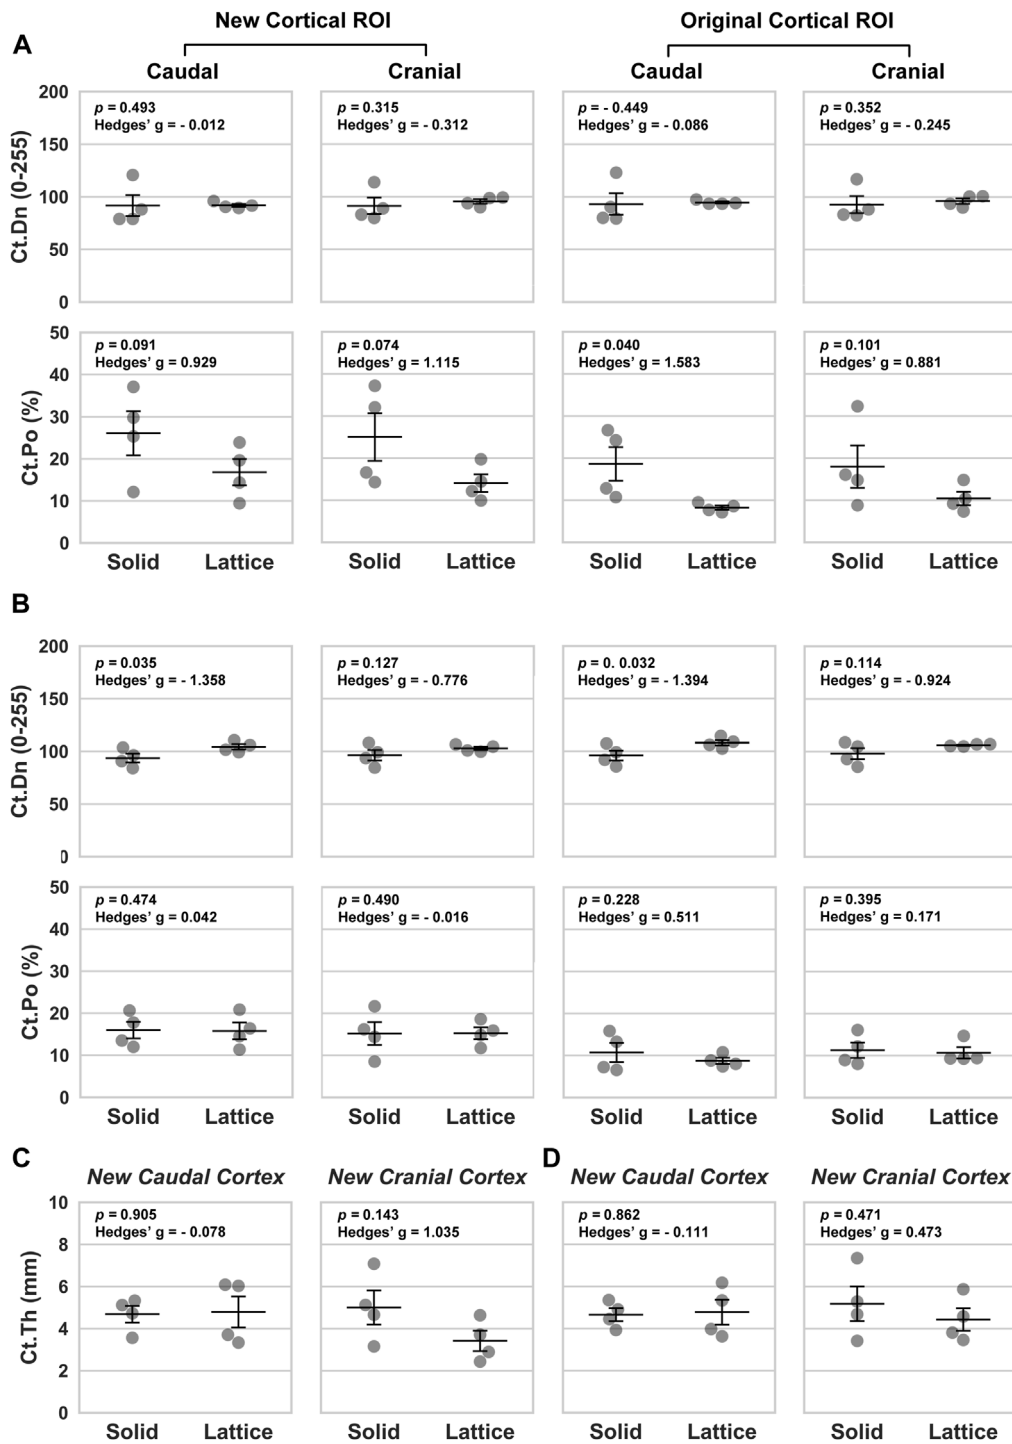 New Cortical ROI Original Cortical ROI
A
Caudal Cranial Caudal Cranial
Ct.Dn (0-255)
200
150
100
50
0
p = 0.493
Hedges' g = - 0.012
p = 0.315
Hedges' g = - 0.312
p = - 0.449
Hedges' g = - 0.086
p = 0.352
Hedges' g = - 0.245
Ct.Po (%)
50
40
30
20
10
0
p = 0.091
Hedges' g = 0.929
p = 0.074
Hedges' g = 1.115
p = 0.040
Hedges' g = 1.583
p = 0.101
Hedges' g = 0.881
Solid Lattice Solid Lattice Solid Lattice Solid Lattice
B
Ct.Dn (0-255)
200
150
100
50
0
p = 0.035
Hedges' g = - 1.358
p = 0.127
Hedges' g = - 0.776
p = 0. 0.032
Hedges' g = - 1.394
p = 0.114
Hedges' g = - 0.924
Ct.Po (%)
50
40
30
20
10
0
p = 0.474
Hedges' g = 0.042
p = 0.490
Hedges' g = - 0.016
p = 0.228
Hedges' g = 0.511
p = 0.395
Hedges' g = 0.171
Solid Lattice Solid Lattice Solid Lattice Solid Lattice
C D
New Caudal Cortex New Cranial Cortex New Caudal Cortex New Cranial Cortex
Ct.Th (mm)
10
8
6
4
2
0
p = 0.905
Hedges' g = - 0.078
p = 0.143
Hedges' g = 1.035
p = 0.862
Hedges' g = - 0.111
p = 0.471
Hedges' g = 0.473
Solid Lattice Solid Lattice Solid Lattice Solid Lattice